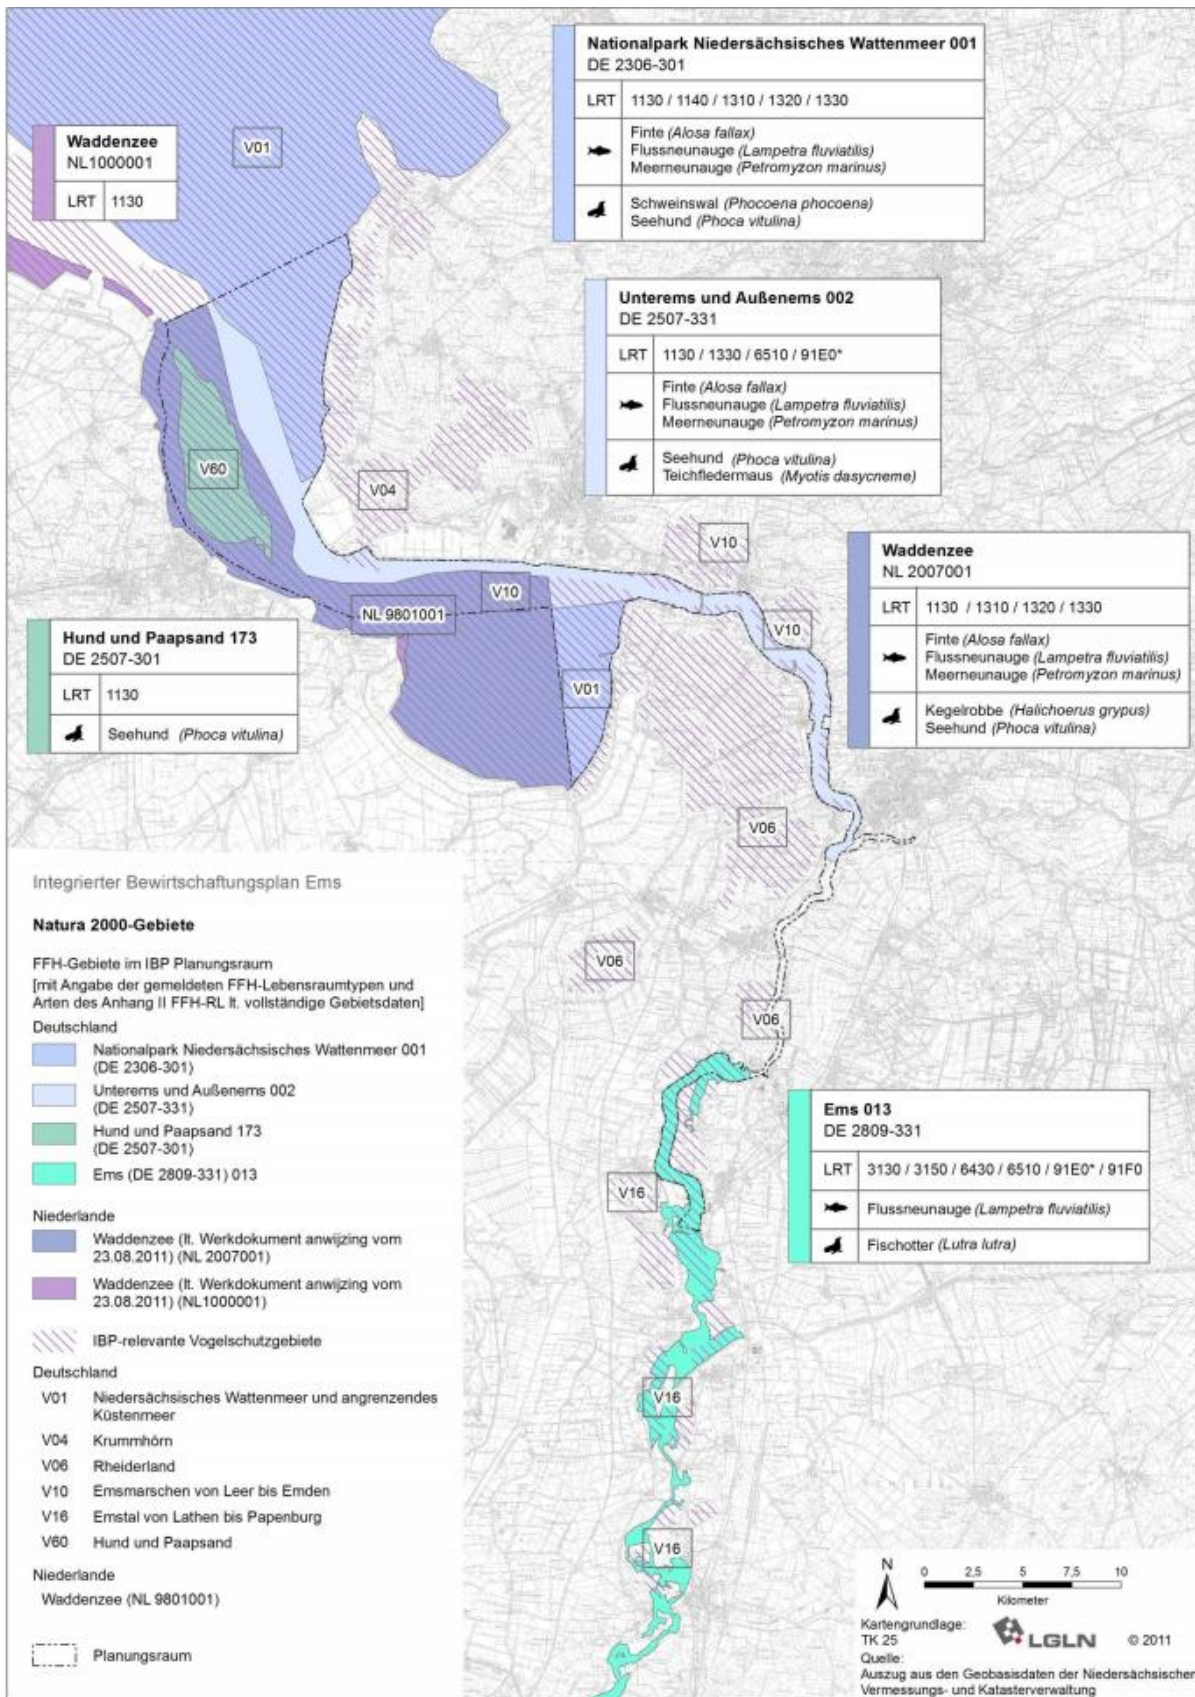 Nationalpark Niedersächsisches Wattenmeer 001
DE 2306-301
LRT 1130 / 1140 / 1310 / 1320 / 1330
Finte (Alosa fallax)
Flussneunauge (Lampetra fluviatilis)
Meerneunauge (Petromyzon marinus)
Schweinswal (Phocoena phocoena)
Seehund (Phoca vitulina)
Waddenzee
NL1000001
LRT 1130
V01
Unterems und Außenems 002
DE 2507-331
LRT 1130 / 1330 / 6510 / 91E0*
Finte (Alosa fallax)
Flussneunauge (Lampetra fluviatilis)
Meerneunauge (Petromyzon marinus)
Seehund (Phoca vitulina)
Teichfledermaus (Myotis dasycneme)
V60
V04
V10
Waddenzee
NL 2007001
LRT 1130 / 1310 / 1320 / 1330
Finte (Alosa fallax)
Flussneunauge (Lampetra fluviatilis)
Meerneunauge (Petromyzon marinus)
Kegelrobbe (Halichoerus grypus)
Seehund (Phoca vitulina)
V10
NL 9801001
V10
Hund und Paapsand 173
DE 2507-301
LRT 1130
Seehund (Phoca vitulina)
V01
V06
V06
V06
Ems 013
DE 2809-331
LRT 3130 / 3150 / 6430 / 6510 / 91E0* / 91F0
Flussneunauge (Lampetra fluviatilis)
Fischotter (Lutra lutra)
V16
V16
V16
Integrierter Bewirtschaftungsplan Ems
Natura 2000-Gebiete
FFH-Gebiete im IBP Planungsraum
[mit Angabe der gemeldeten FFH-Lebensraumtypen und
Arten des Anhang II FFH-RL lt. vollständige Gebietsdaten]
Deutschland
Nationalpark Niedersächsisches Wattenmeer 001
(DE 2306-301)
Unterems und Außenems 002
(DE 2507-331)
Hund und Paapsand 173
(DE 2507-301)
Ems (DE 2809-331) 013
Niederlande
Waddenzee (lt. Werkdokument anwijzing vom
23.08.2011) (NL 2007001)
Waddenzee (lt. Werkdokument anwijzing vom
23.08.2011) (NL1000001)
IBP-relevante Vogelschutzgebiete
Deutschland
V01 Niedersächsisches Wattenmeer und angrenzendes
Küstenmeer
V04 Krummhörn
V06 Rheiderland
V10 Emsmarschen von Leer bis Emden
V16 Emstal von Lathen bis Papenburg
V60 Hund und Paapsand
Niederlande
Waddenzee (NL 9801001)
Planungsraum
N
0 2,5 5 7,5 10
Kilometer
Kartengrundlage:
TK 25
LGLN © 2011
Quelle:
Auszug aus den Geobasisdaten der Niedersächsischen
Vermessungs- und Katasterverwaltung